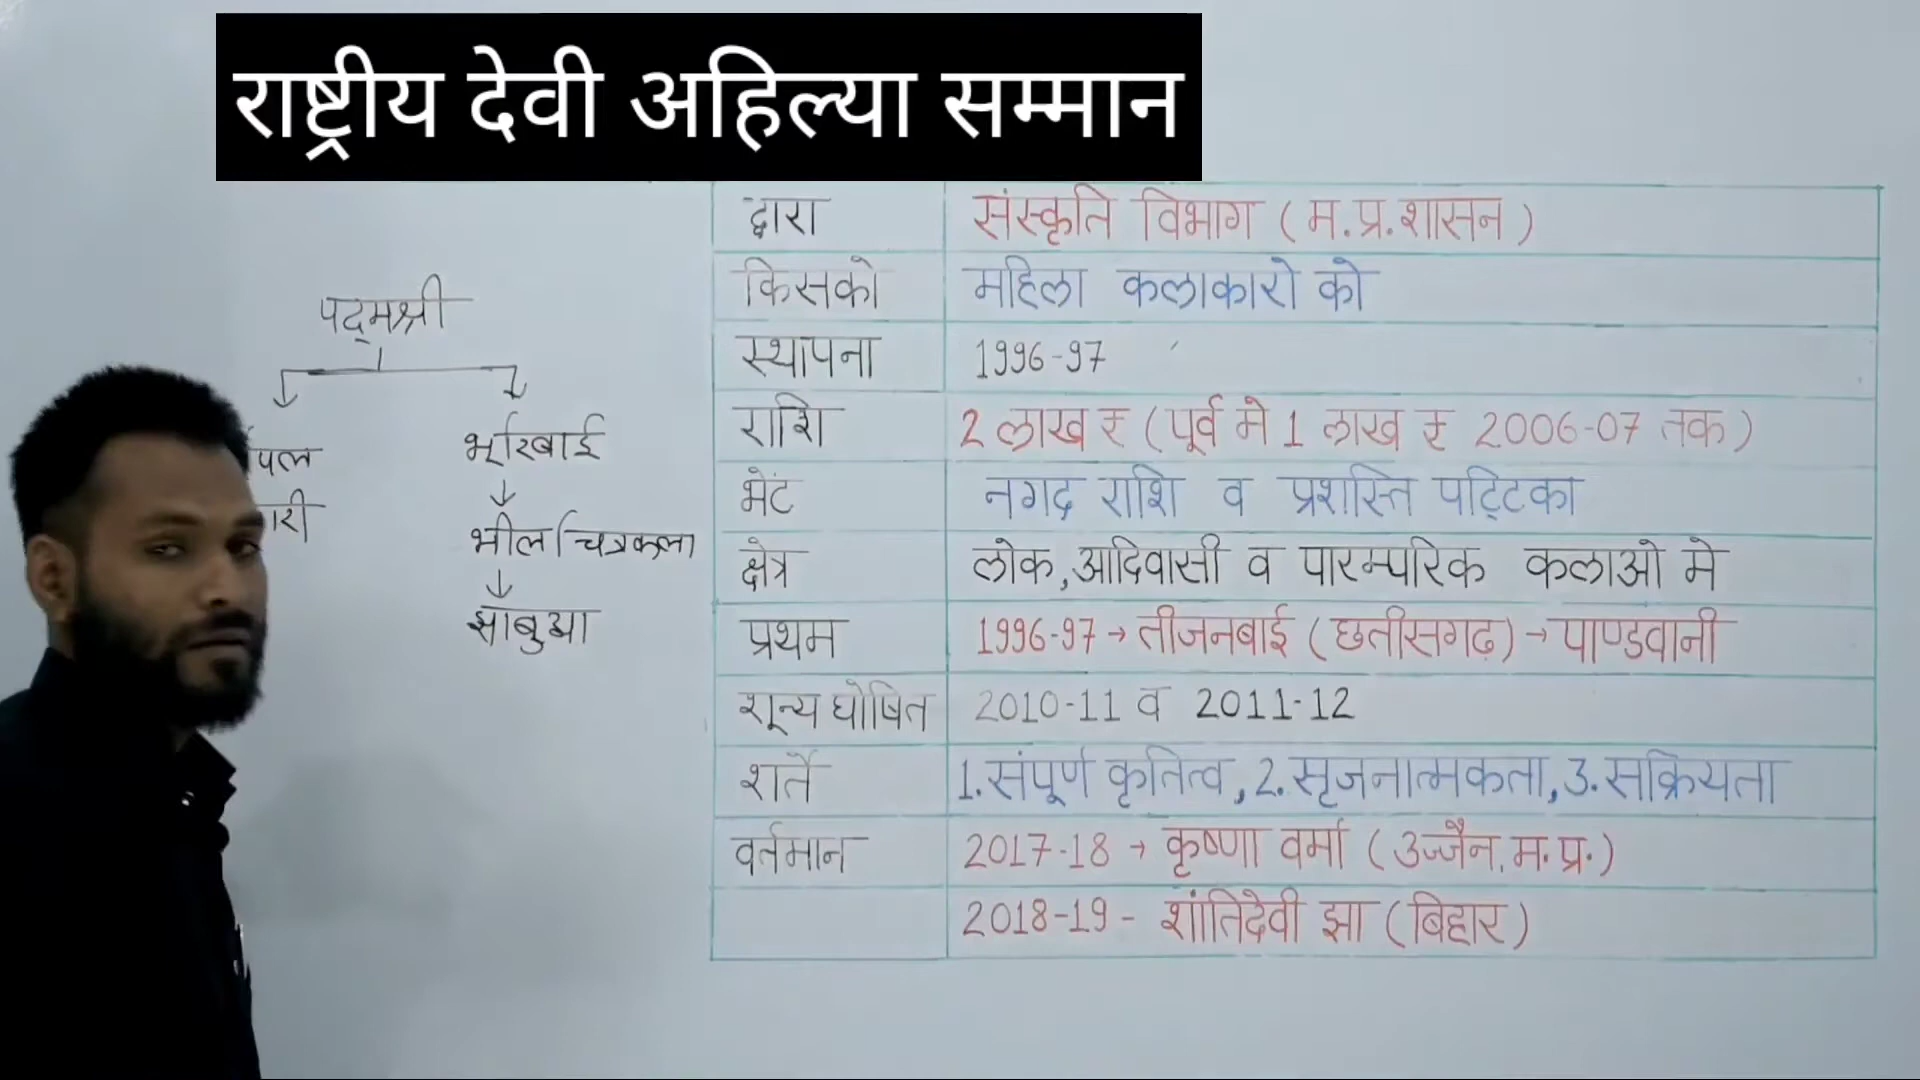 राष्ट्रीय देवी अहिल्या सम्मान
पद्मश्री
भूरिबाई
भील चित्रकला
झाबुआ
द्वारा संस्कृति विभाग ( म.प्र.शासन )
किसको महिला कलाकारो को
स्थापना 1996-97
राशि 2 लाख ₹ (पूर्व मे 1 लाख ₹ 2006-07 तक)
भेंट नगद राशि व प्रशस्ति पट्टिका
क्षेत्र लोक,आदिवासी व पारम्परिक कलाओ मे
प्रथम 1996-97 → तीजनबाई (छतीसगढ़) → पाण्डवानी
शून्य घोषित 2010-11 व 2011-12
शर्ते 1.संपूर्ण कृतित्व,2.सृजनात्मकता,3.सक्रियता
वर्तमान 2017-18 → कृष्णा वर्मा (उज्जैन,म.प्र.)
2018-19 - शांतिदेवी झा (बिहार)